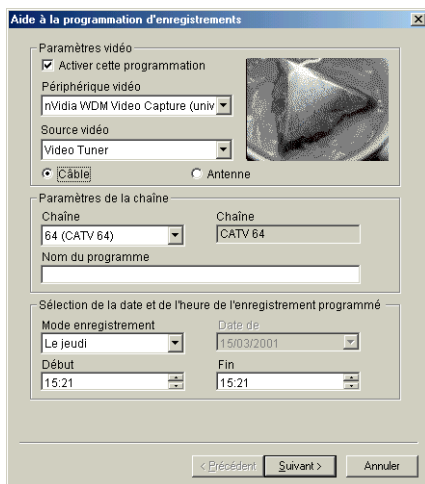 Aide à la programmation d'enregistrements
Paramètres vidéo
Activer cette programmation
Périphérique vidéo
nVidia WDM Video Capture (univ
Source vidéo
Video Tuner
Câble
Antenne
Paramètres de la chaîne
Chaîne
Chaîne
64 (CATV 64)
CATV 64
Nom du programme
Sélection de la date et de l'heure de l'enregistrement programmé
Mode enregistrement
Date de
Le jeudi
15/03/2001
Début
Fin
15:21
15:21
< Précédent
Suivant >
Annuler